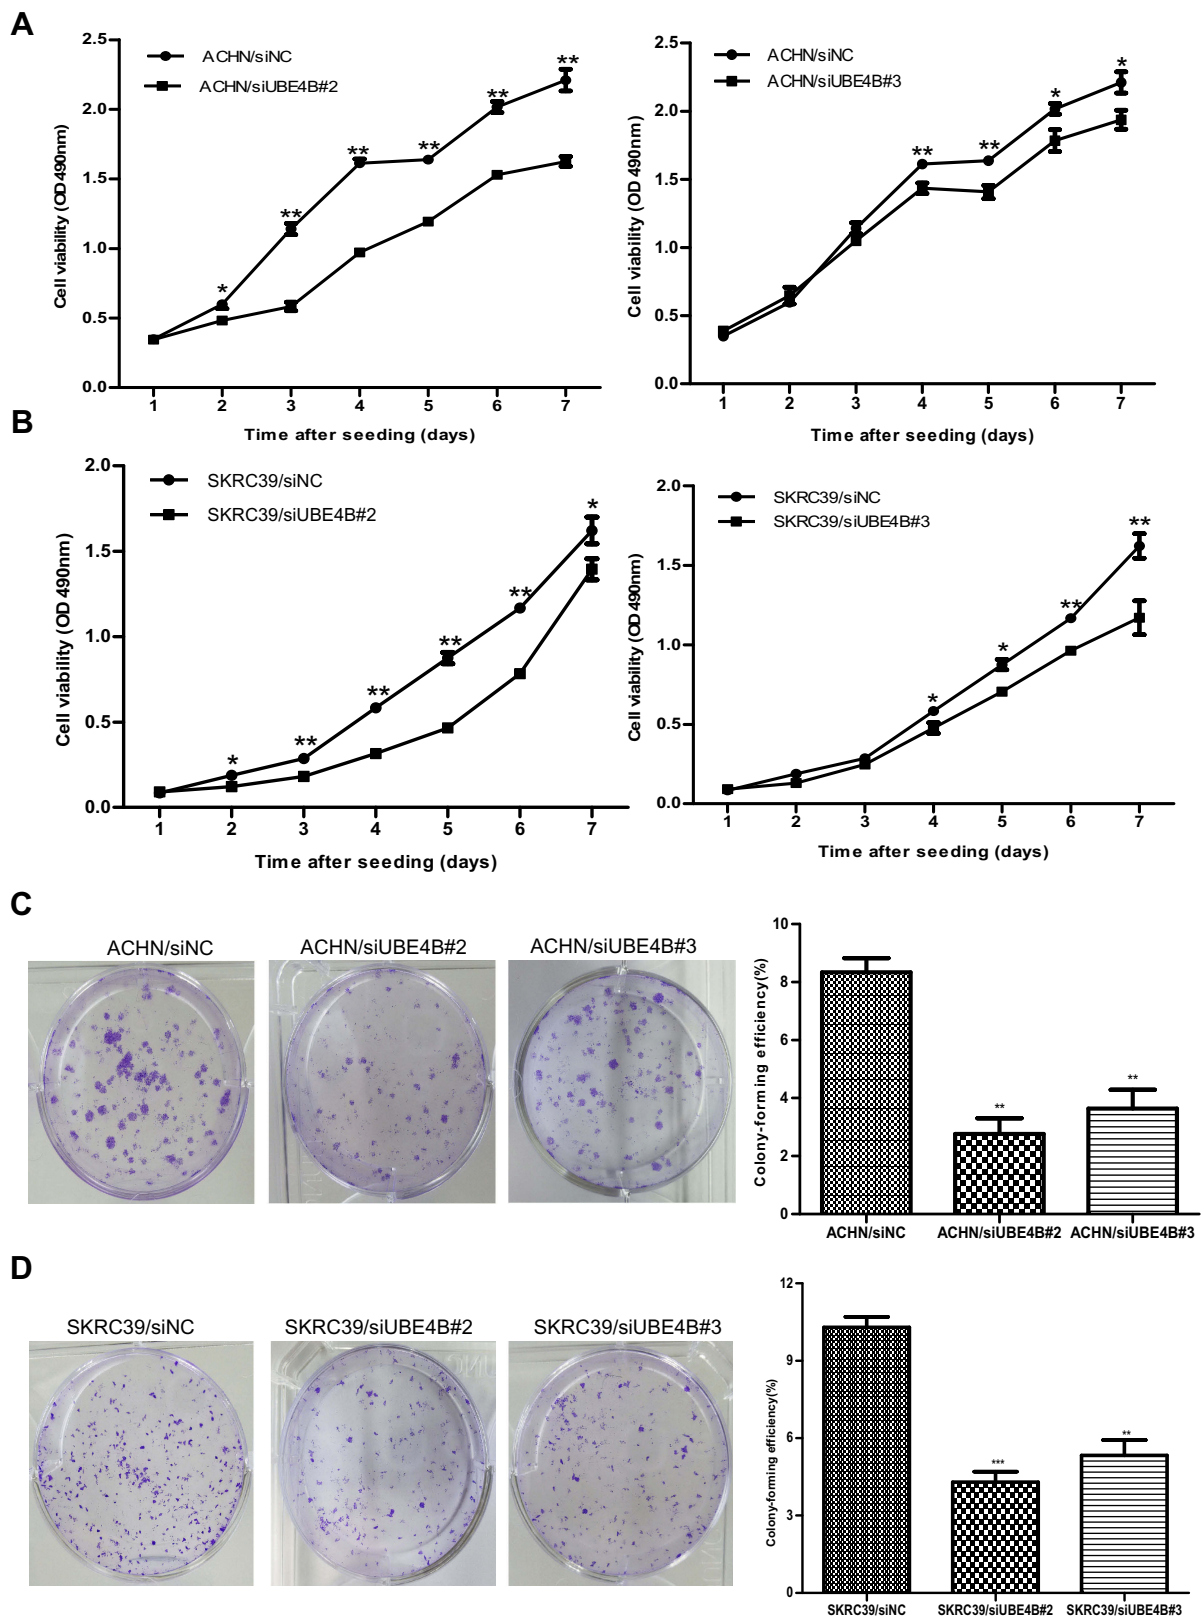 A
2.5
2.0
1.5
1.0
0.5
0.0
Cell viability (OD 490nm)
ACHN/siNC
ACHN/siUBE4B#2
*
**
**
**
**
**
1 2 3 4 5 6 7
Time after seeding (days)
2.5
2.0
1.5
1.0
0.5
0.0
Cell viability (OD 490nm)
ACHN/siNC
ACHN/siUBE4B#3
**
**
*
*
1 2 3 4 5 6 7
Time after seeding (days)
B
2.0
1.5
1.0
0.5
0.0
Cell viability (OD 490nm)
SKRC39/siNC
SKRC39/siUBE4B#2
*
**
**
**
**
*
1 2 3 4 5 6 7
Time after seeding (days)
2.0
1.5
1.0
0.5
0.0
Cell viability (OD 490nm)
SKRC39/siNC
SKRC39/siUBE4B#3
*
*
**
**
1 2 3 4 5 6 7
Time after seeding (days)
C
ACHN/siNC
ACHN/siUBE4B#2
ACHN/siUBE4B#3
10
8
6
4
2
0
Colony-forming efficiency(%)
**
**
ACHN/siNC ACHN/siUBE4B#2 ACHN/siUBE4B#3
D
SKRC39/siNC
SKRC39/siUBE4B#2
SKRC39/siUBE4B#3
12
9
6
3
0
Colony-forming efficiency(%)
***
**
SKRC39/siNC SKRC39/siUBE4B#2 SKRC39/siUBE4B#3